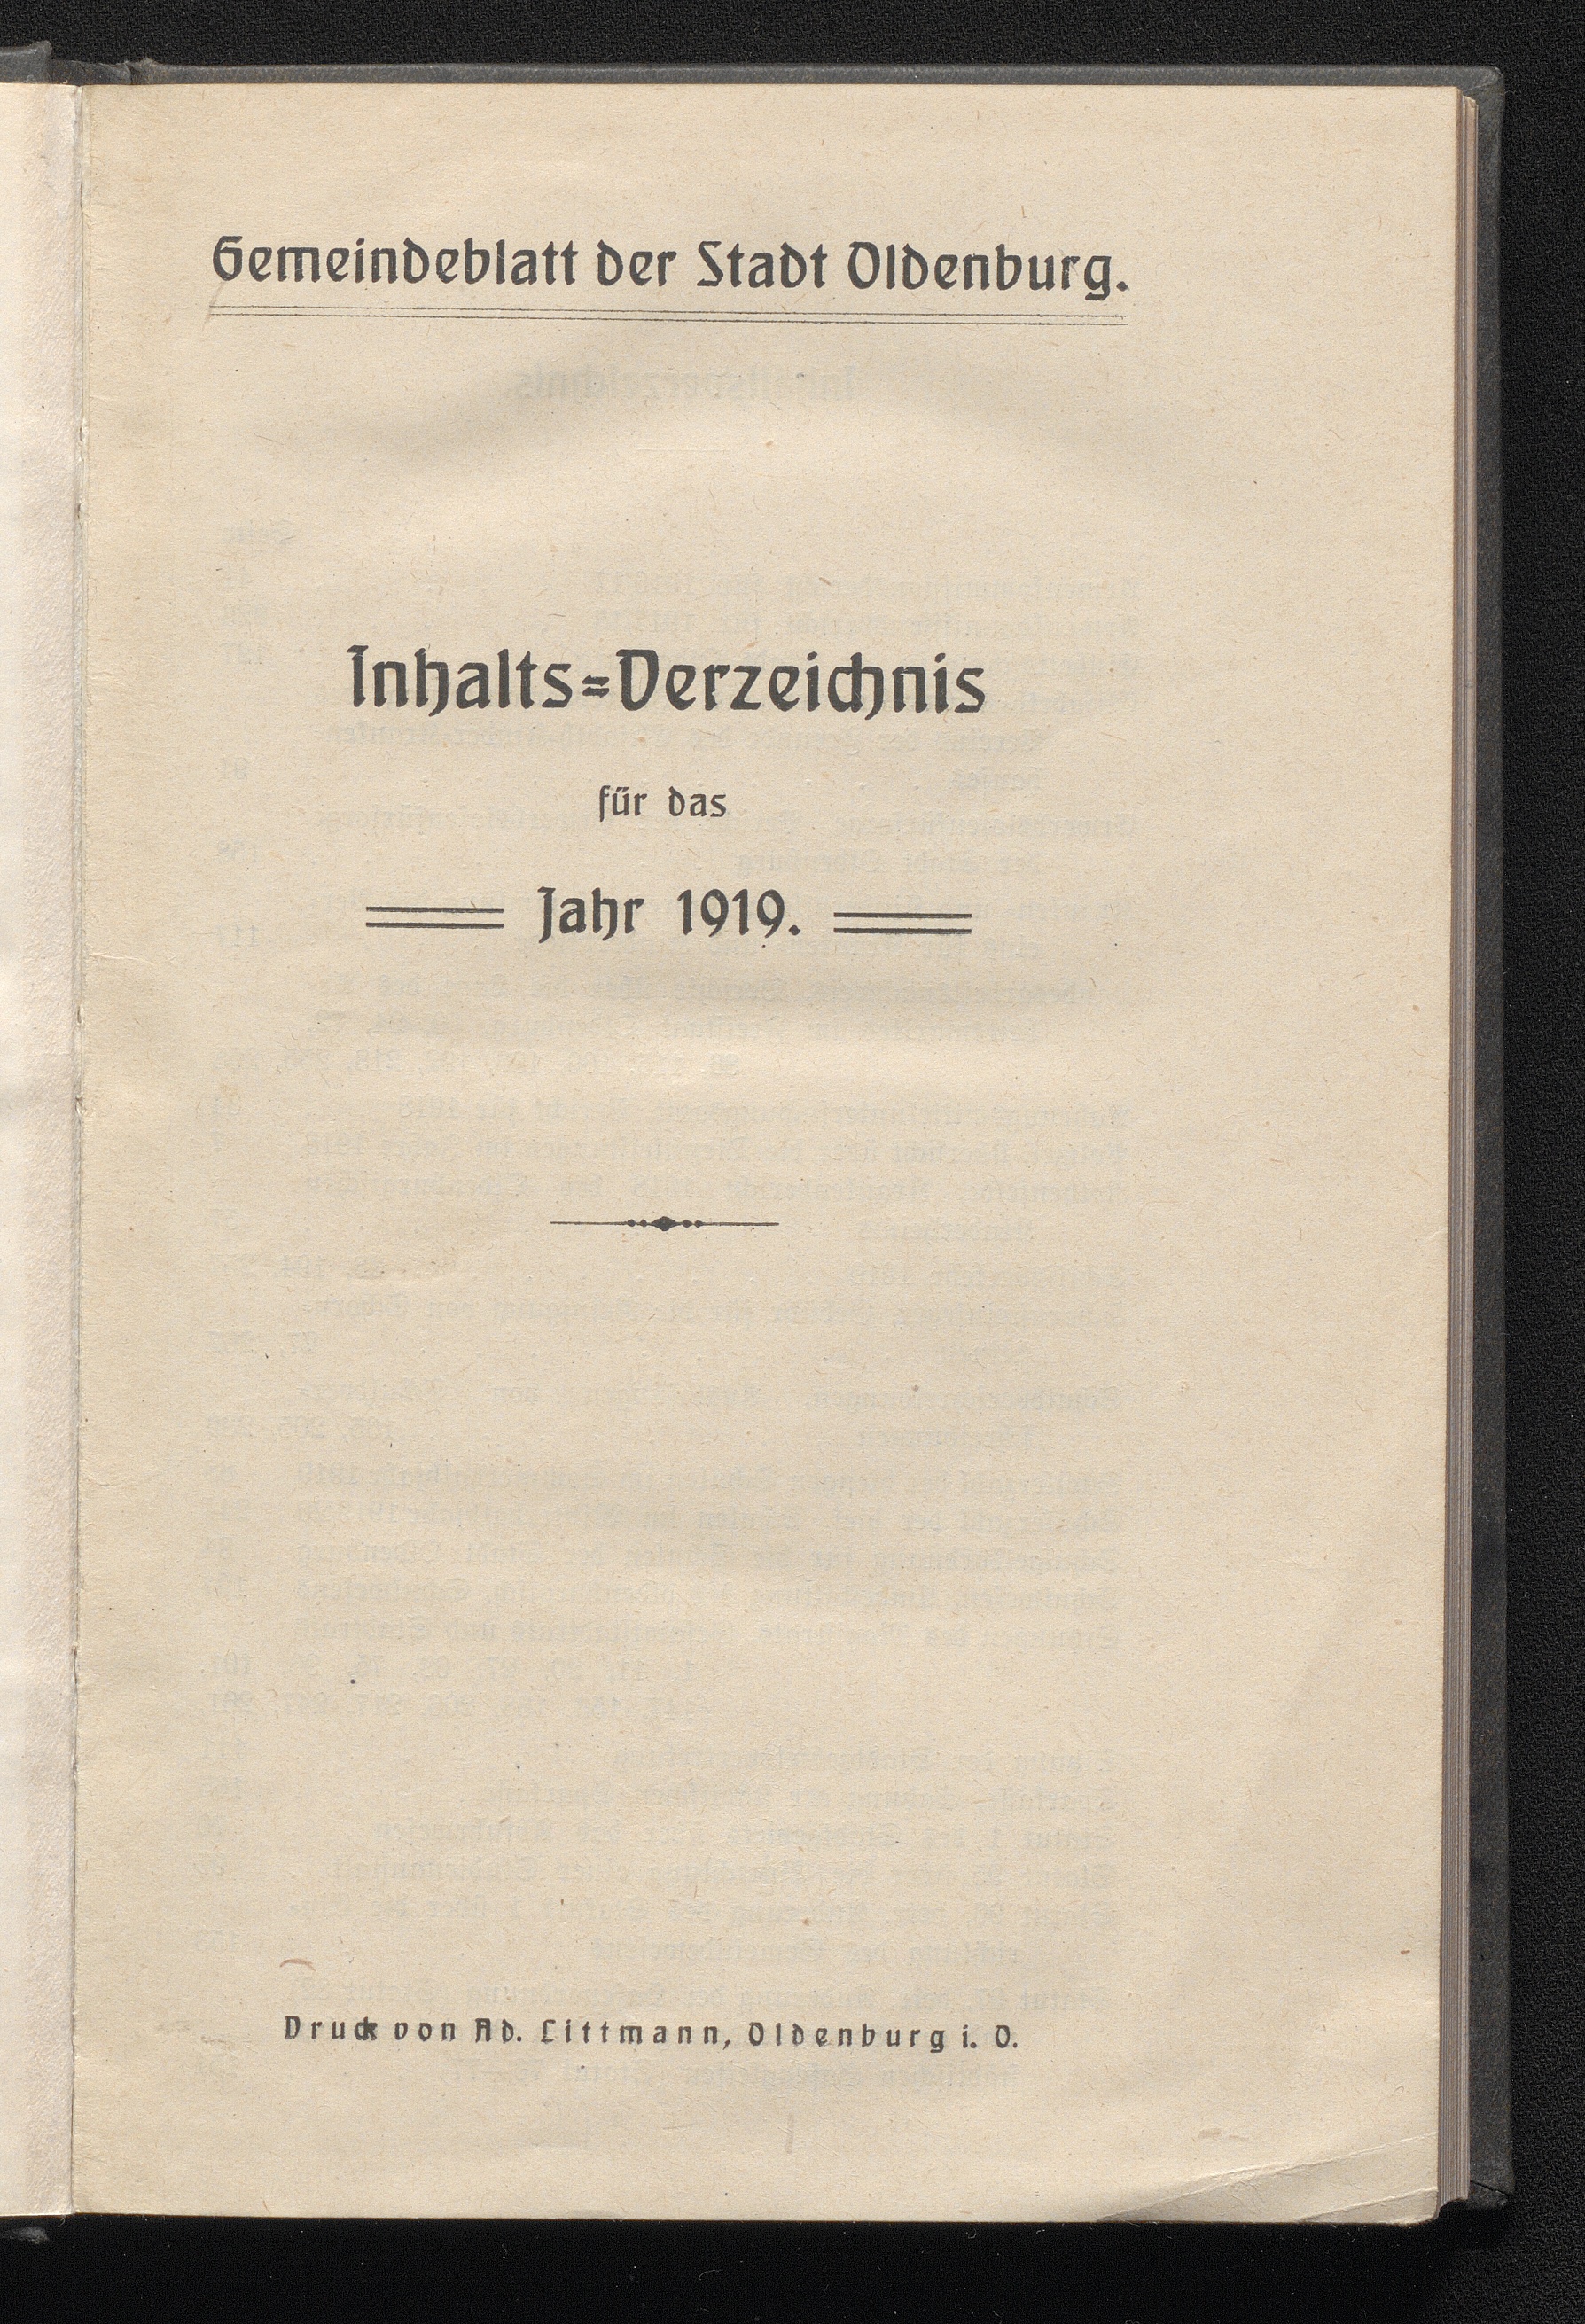 Gemeindeblatt der Stadt Oldenburg.
Inhalts=Verzeichnis
für das
Jahr 1919.
Druck von Ad. Littmann, Oldenburg i. O.